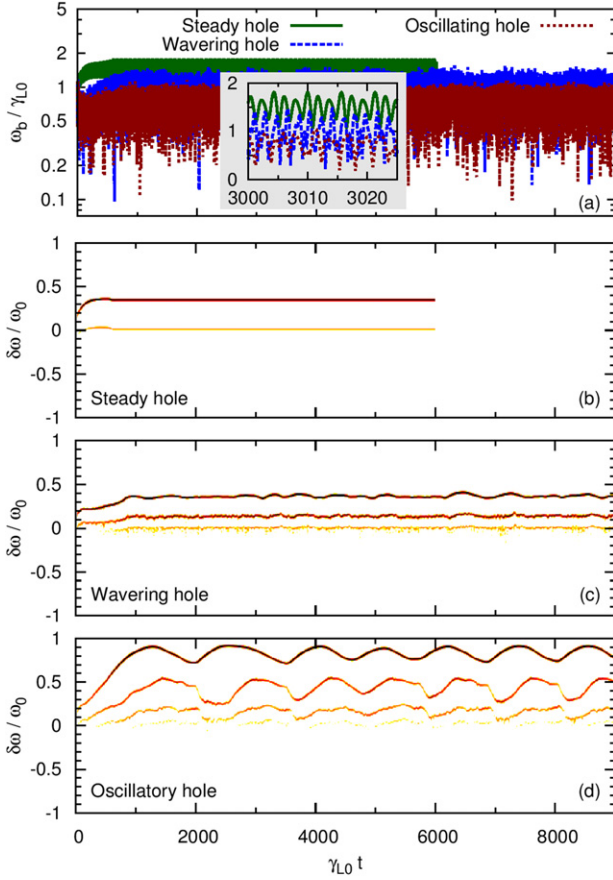 Steady hole
Wavering hole
Oscillating hole
ω_b / γ_L0
5
2
1
0.5
0.2
0.1
2
1
0
3000 3010 3020
(a)
δω / ω_0
1
0.5
0
-0.5
-1
Steady hole (b)
δω / ω_0
1
0.5
0
-0.5
-1
Wavering hole (c)
δω / ω_0
1
0.5
0
-0.5
-1
Oscillatory hole (d)
0 2000 4000 6000 8000
γ_L0 t